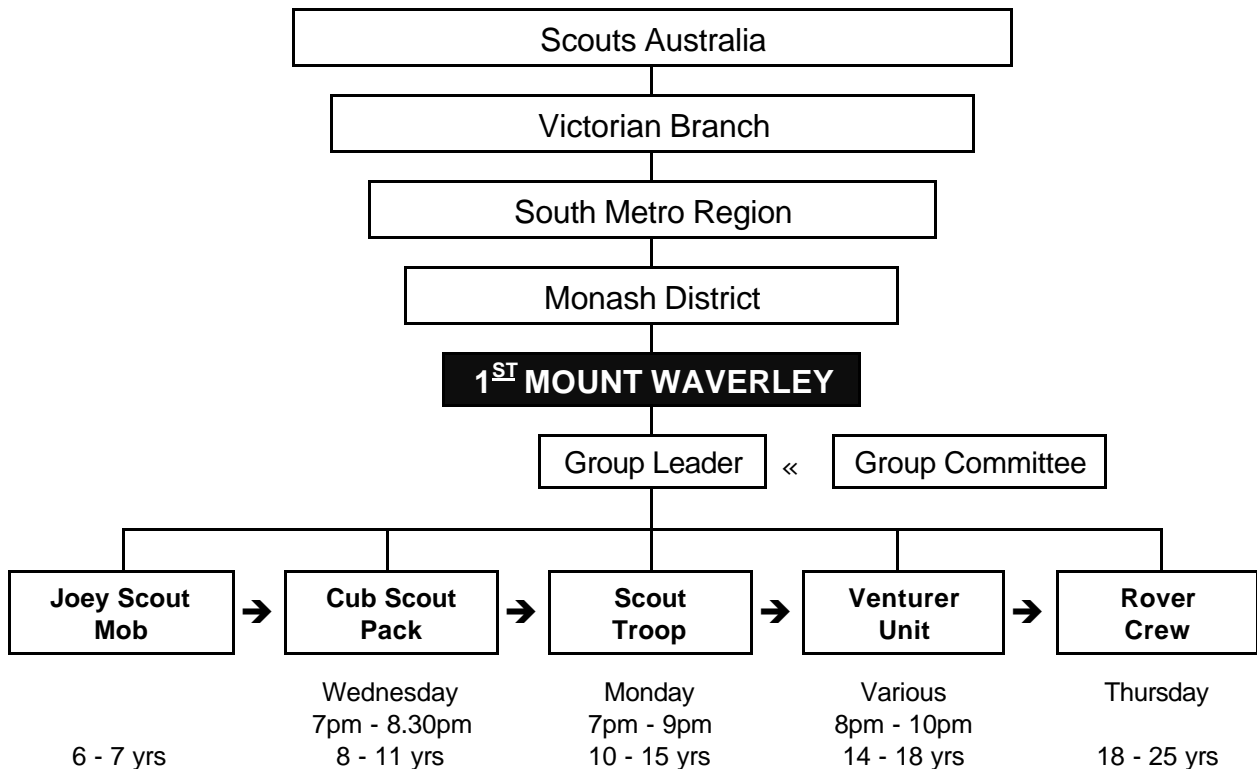 Scouts Australia
Victorian Branch
South Metro Region
Monash District
1ST MOUNT WAVERLEY
Group Leader « Group Committee
Joey Scout
Mob
Cub Scout
Pack
Scout
Troop
Venturer
Unit
Rover
Crew
6 - 7 yrs
Wednesday
7pm - 8.30pm
8 - 11 yrs
Monday
7pm - 9pm
10 - 15 yrs
Various
8pm - 10pm
14 - 18 yrs
Thursday
18 - 25 yrs